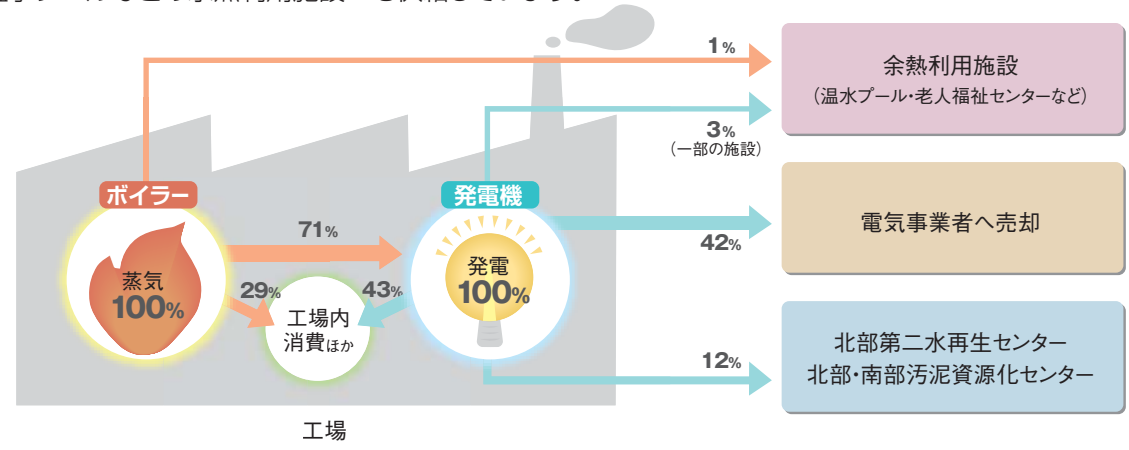 1%
余熱利用施設
(温水プール・老人福祉センターなど)
3%
(一部の施設)
ボイラー
発電機
71%
42%
電気事業者へ売却
蒸気
100%
29%
43%
発電
100%
工場内
消費ほか
12%
北部第二水再生センター
北部・南部汚泥資源化センター
工場